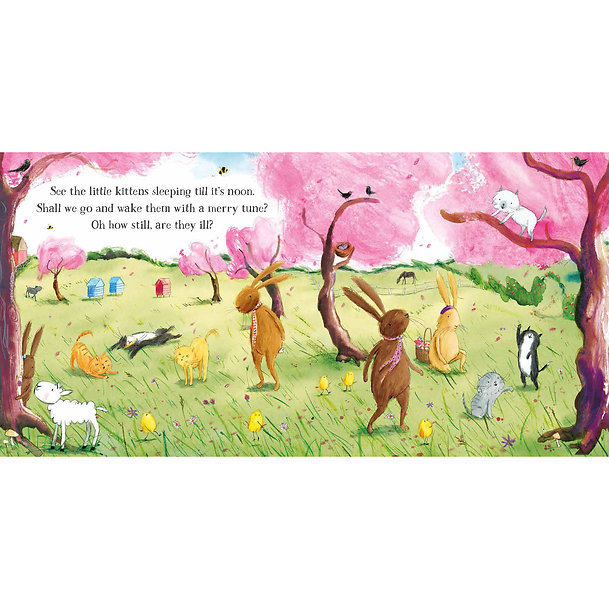 See the little kittens sleeping till it's noon.
Shall we go and wake them with a merry tune?
Oh how still, are they ill?